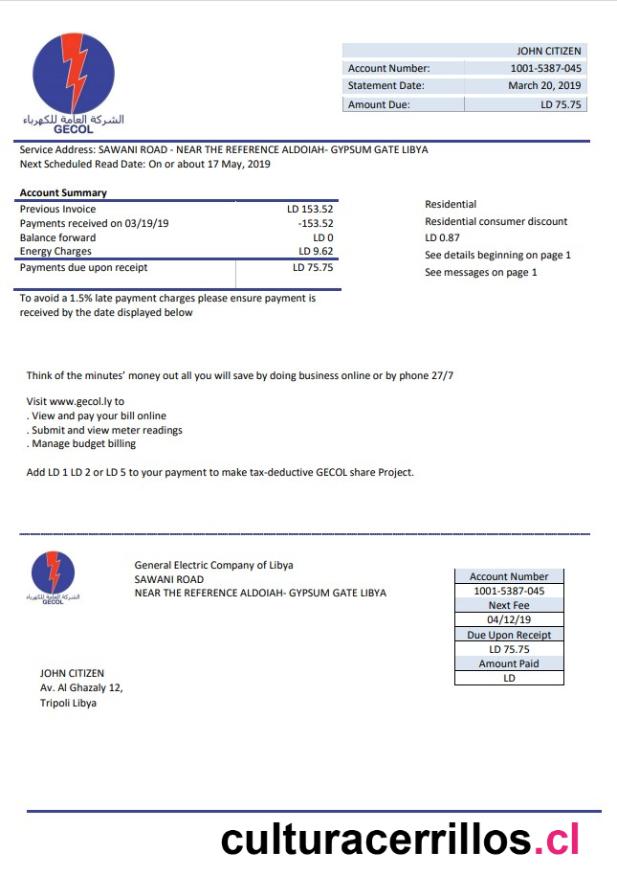 JOHN CITIZEN
Account Number: 1001-5387-045
Statement Date: March 20, 2019
Amount Due: LD 75.75
الشركة العامة للكهرباء
GECOL
Service Address: SAWANI ROAD - NEAR THE REFERENCE ALDOIAH- GYPSUM GATE LIBYA
Next Scheduled Read Date: On or about 17 May, 2019
Account Summary
Previous Invoice LD 153.52
Payments received on 03/19/19 -153.52
Balance forward LD 0
Energy Charges LD 9.62
Payments due upon receipt LD 75.75
Residential
Residential consumer discount
LD 0.87
See details beginning on page 1
See messages on page 1
To avoid a 1.5% late payment charges please ensure payment is
received by the date displayed below
Think of the minutes' money out all you will save by doing business online or by phone 27/7
Visit www.gecol.ly to
. View and pay your bill online
. Submit and view meter readings
. Manage budget billing
Add LD 1 LD 2 or LD 5 to your payment to make tax-deductive GECOL share Project.
الشركة العامة للكهرباء
GECOL
General Electric Company of Libya
SAWANI ROAD
NEAR THE REFERENCE ALDOIAH- GYPSUM GATE LIBYA
Account Number
1001-5387-045
Next Fee
04/12/19
Due Upon Receipt
LD 75.75
Amount Paid
LD
JOHN CITIZEN
Av. Al Ghazaly 12,
Tripoli Libya
culturacerrillos.cl